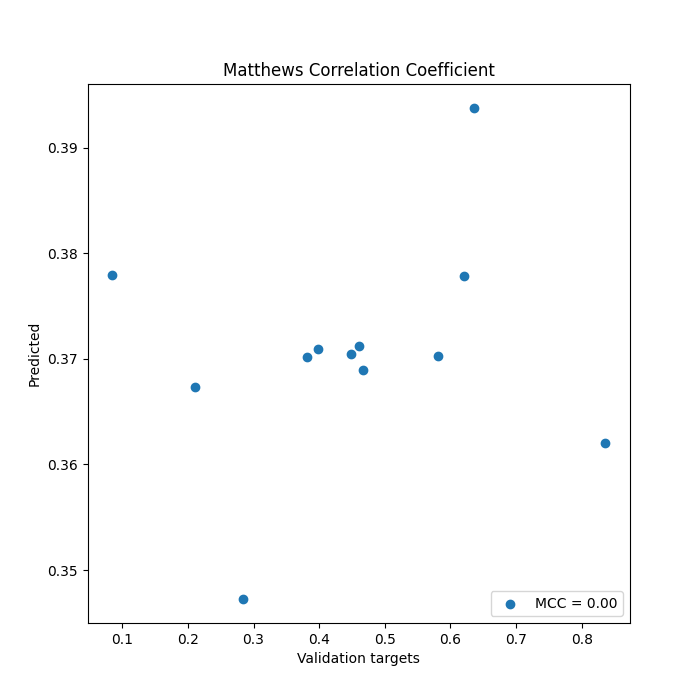 Matthews Correlation Coefficient
0.39
0.38
0.37
0.36
0.35
Predicted
MCC = 0.00
0.1 0.2 0.3 0.4 0.5 0.6 0.7 0.8
Validation targets